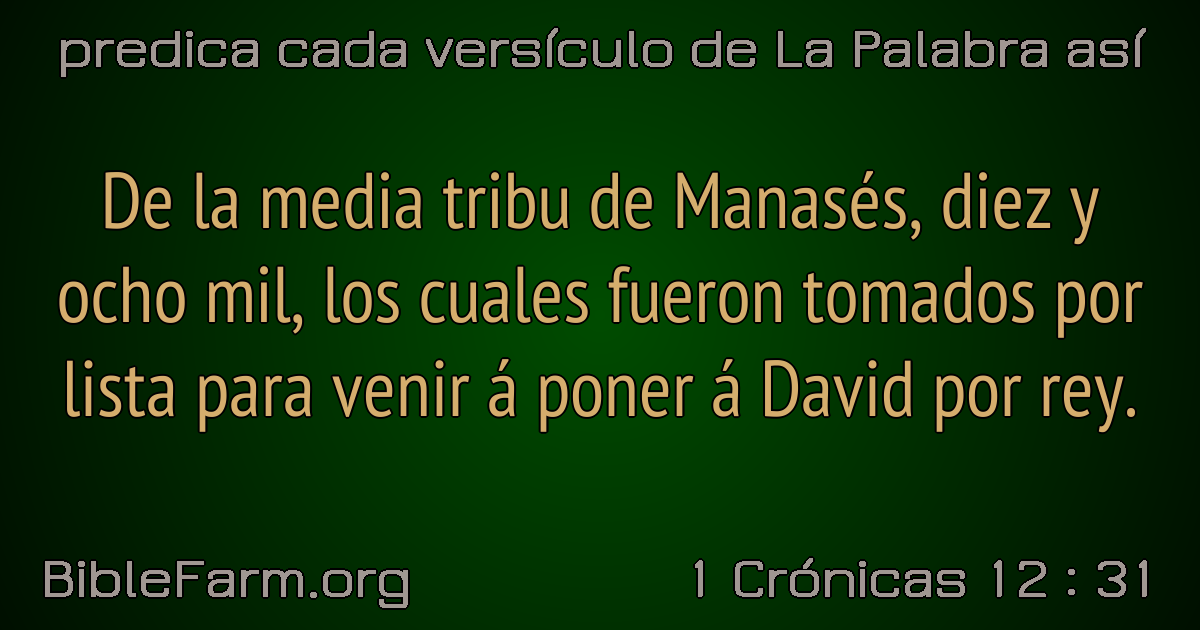 predica cada versículo de La Palabra así
De la media tribu de Manasés, diez y
ocho mil, los cuales fueron tomados por
lista para venir á poner á David por rey.
BibleFarm.org
1 Crónicas 12 : 31